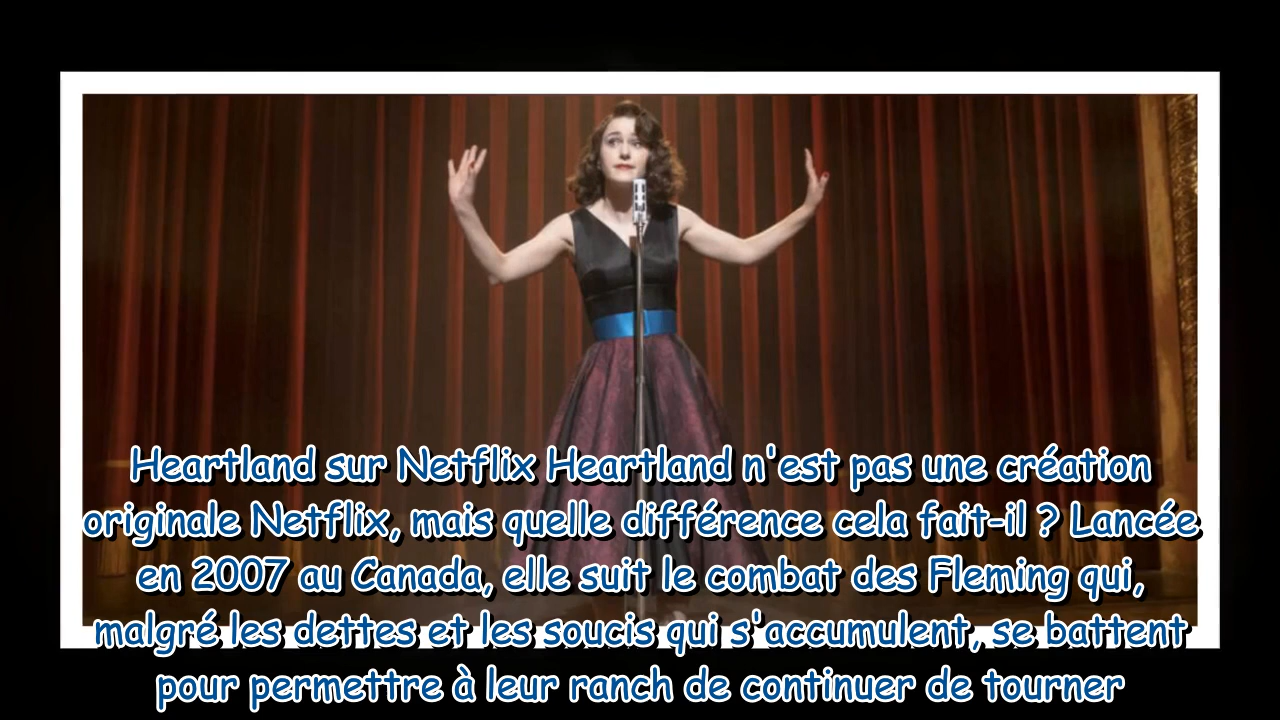 Heartland sur Netflix Heartland n'est pas une création
originale Netflix, mais quelle différence cela fait-il ? Lancée
en 2007 au Canada, elle suit le combat des Fleming qui,
malgré les dettes et les soucis qui s'accumulent, se battent
pour permettre à leur ranch de continuer de tourner